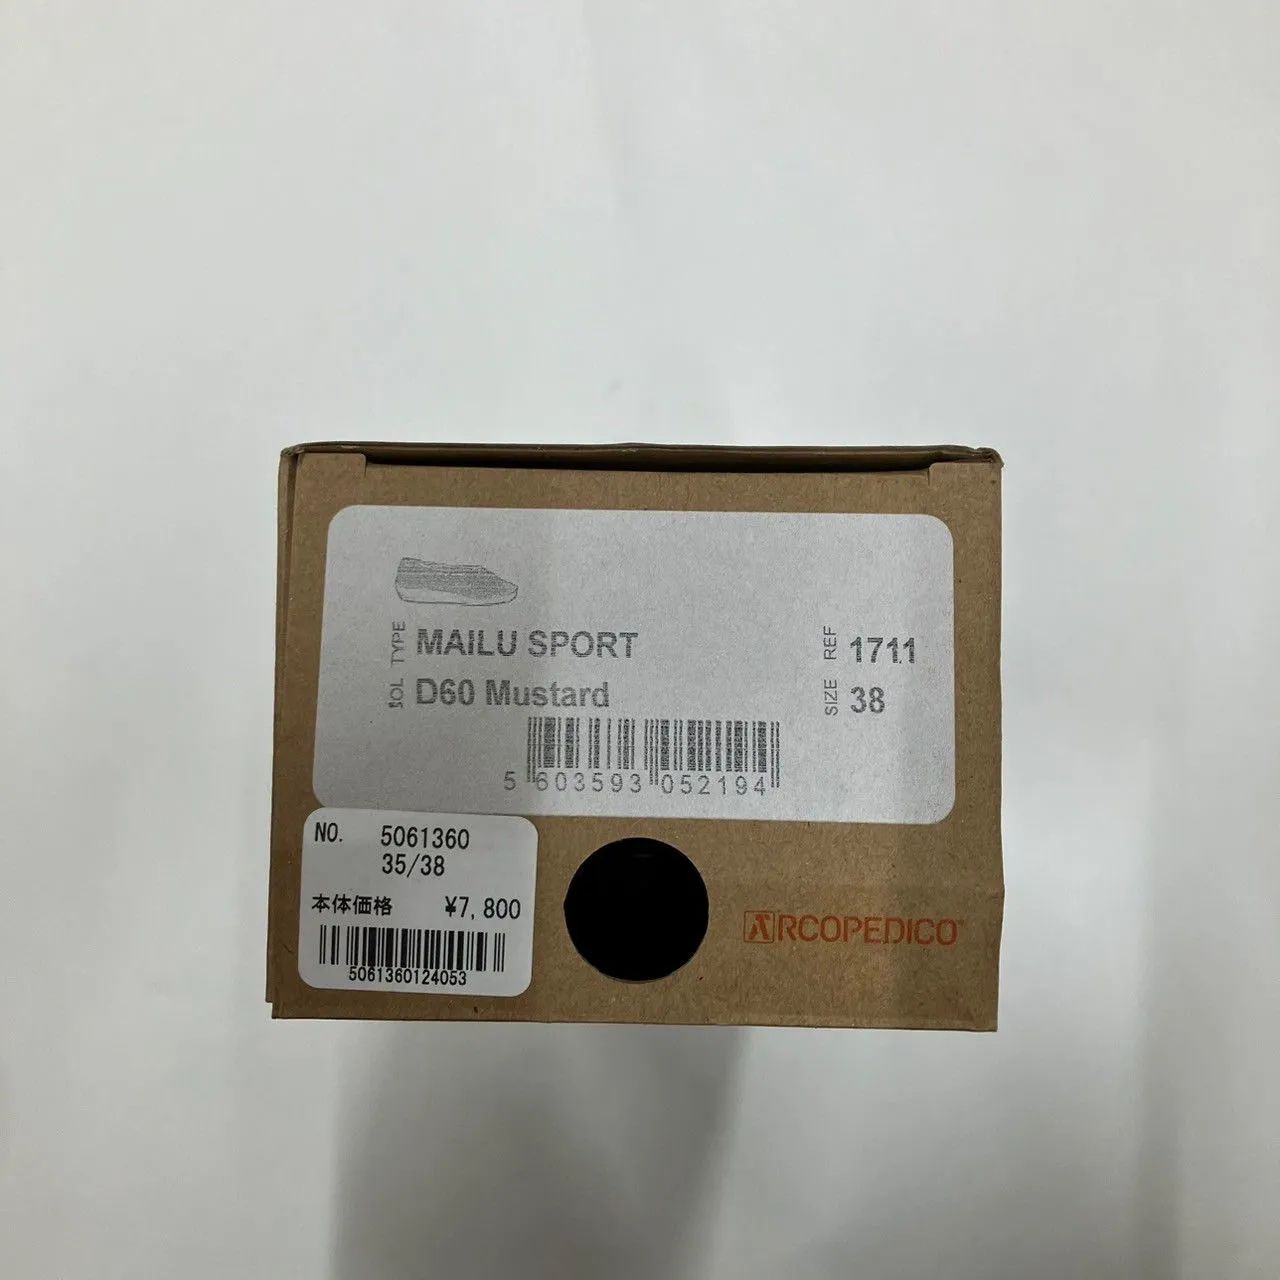 TYPE MAILU SPORT REF 1711
COL D60 Mustard SIZE 38
5 603593 052194
NO. 5061360
35/38
本体価格 ¥7,800
5061360124053
ARCOPEDICO